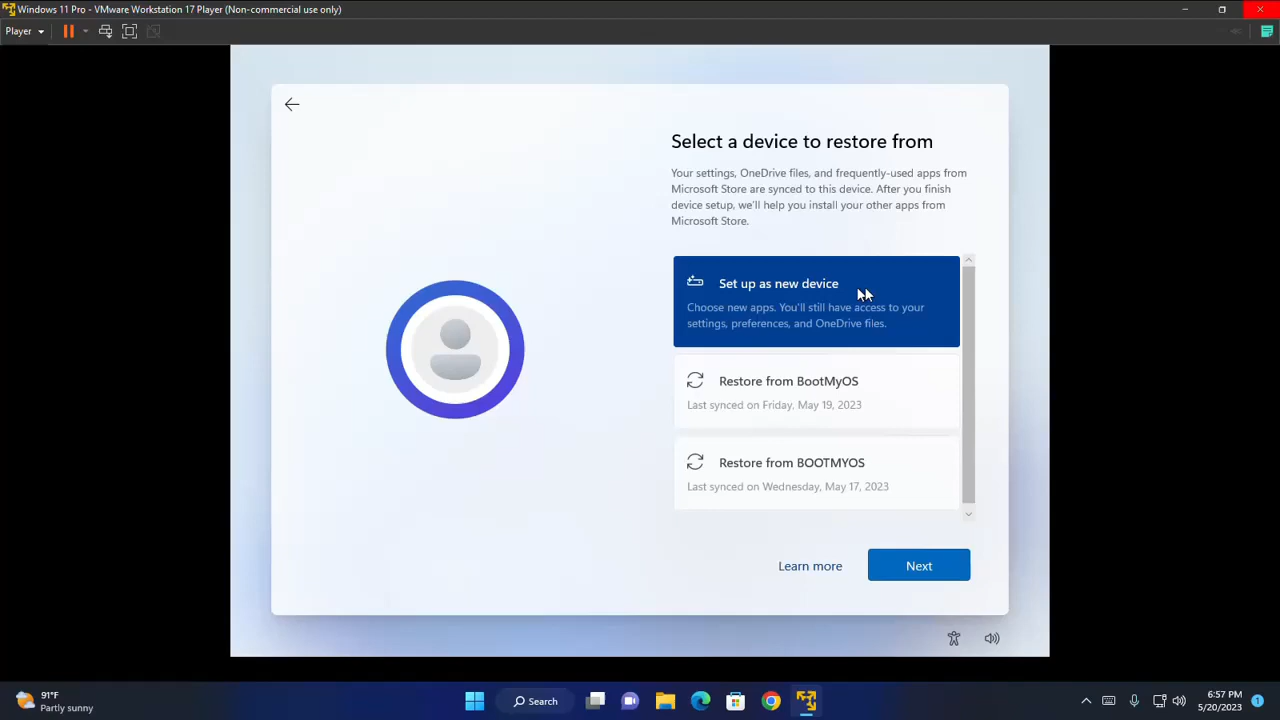 Windows 11 Pro - VMware Workstation 17 Player (Non-commercial use only)
Player
Select a device to restore from
Your settings, OneDrive files, and frequently-used apps from
Microsoft Store are synced to this device. After you finish
device setup, we'll help you install your other apps from
Microsoft Store.
Set up as new device
Choose new apps. You'll still have access to your
settings, preferences, and OneDrive files.
Restore from BootMyOS
Last synced on Friday, May 19, 2023
Restore from BOOTMYOS
Last synced on Wednesday, May 17, 2023
Learn more
Next
91°F
Partly sunny
Search
6:57 PM
5/20/2023
1